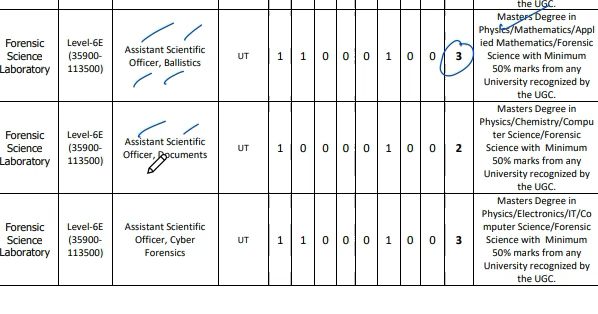 the UGC.
Forensic Science Laboratory | Level-6E (35900-113500) | Assistant Scientific Officer, Ballistics | UT | 1 | 1 | 0 | 0 | 0 | 1 | 0 | 0 | 3 | Masters Degree in Physics/Mathematics/Applied Mathematics/Forensic Science with Minimum 50% marks from any University recognized by the UGC.
Forensic Science Laboratory | Level-6E (35900-113500) | Assistant Scientific Officer, Documents | UT | 1 | 0 | 0 | 0 | 0 | 1 | 0 | 0 | 2 | Masters Degree in Physics/Chemistry/Computer Science/Forensic Science with Minimum 50% marks from any University recognized by the UGC.
Forensic Science Laboratory | Level-6E (35900-113500) | Assistant Scientific Officer, Cyber Forensics | UT | 1 | 1 | 0 | 0 | 0 | 1 | 0 | 0 | 3 | Masters Degree in Physics/Electronics/IT/Computer Science/Forensic Science with Minimum 50% marks from any University recognized by the UGC.